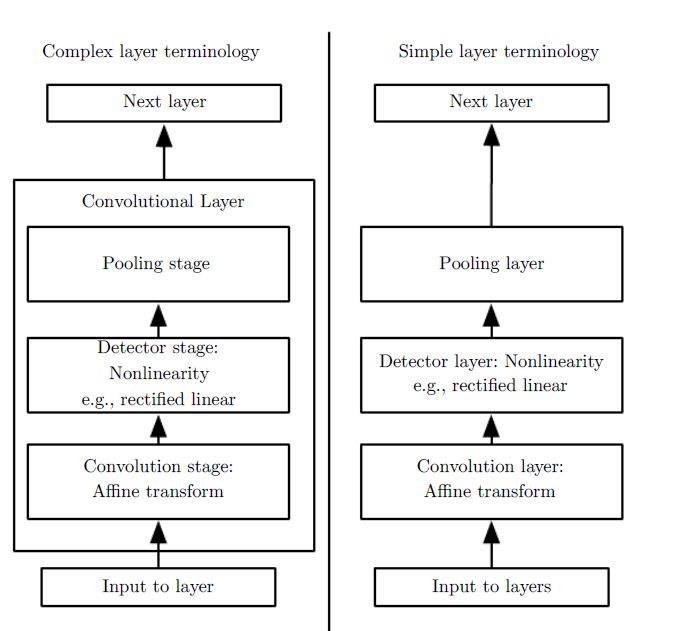 Complex layer terminology
Next layer
Convolutional Layer
Pooling stage
Detector stage:
Nonlinearity
e.g., rectified linear
Convolution stage:
Affine transform
Input to layer
Simple layer terminology
Next layer
Pooling layer
Detector layer: Nonlinearity
e.g., rectified linear
Convolution layer:
Affine transform
Input to layers